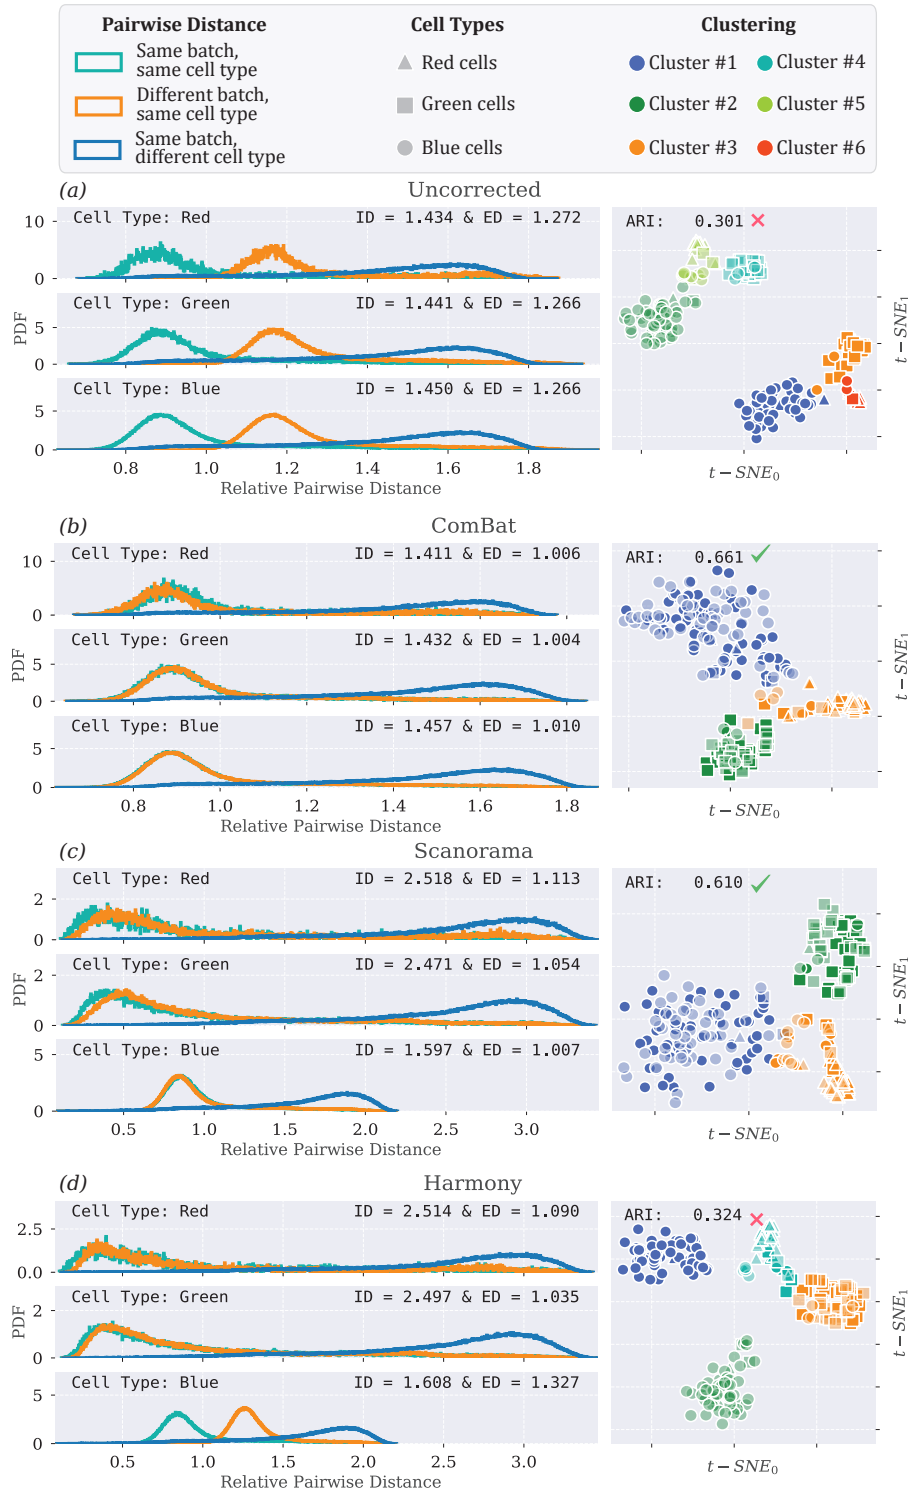 Pairwise Distance
Same batch,
same cell type
Different batch,
same cell type
Same batch,
different cell type
Cell Types
Red cells
Green cells
Blue cells
Clustering
Cluster #1
Cluster #2
Cluster #3
Cluster #4
Cluster #5
Cluster #6
(a)
Uncorrected
Cell Type: Red
ID = 1.434 & ED = 1.272
10
0
Cell Type: Green
ID = 1.441 & ED = 1.266
5
0
PDF
Cell Type: Blue
ID = 1.450 & ED = 1.266
5
0
0.8 1.0 1.2 1.4 1.6 1.8
Relative Pairwise Distance
ARI: 0.301
t − SNE1
t − SNE0
(b)
ComBat
Cell Type: Red
ID = 1.411 & ED = 1.006
10
0
Cell Type: Green
ID = 1.432 & ED = 1.004
5
0
PDF
Cell Type: Blue
ID = 1.457 & ED = 1.010
5
0
0.8 1.0 1.2 1.4 1.6 1.8
Relative Pairwise Distance
ARI: 0.661
t − SNE1
t − SNE0
(c)
Scanorama
Cell Type: Red
ID = 2.518 & ED = 1.113
2
0
Cell Type: Green
ID = 2.471 & ED = 1.054
2
0
PDF
Cell Type: Blue
ID = 1.597 & ED = 1.007
5
0
0.5 1.0 1.5 2.0 2.5 3.0
Relative Pairwise Distance
ARI: 0.610
t − SNE1
t − SNE0
(d)
Harmony
Cell Type: Red
ID = 2.514 & ED = 1.090
2.5
0.0
Cell Type: Green
ID = 2.497 & ED = 1.035
2
0
PDF
Cell Type: Blue
ID = 1.608 & ED = 1.327
5
0
0.5 1.0 1.5 2.0 2.5 3.0
Relative Pairwise Distance
ARI: 0.324
t − SNE1
t − SNE0